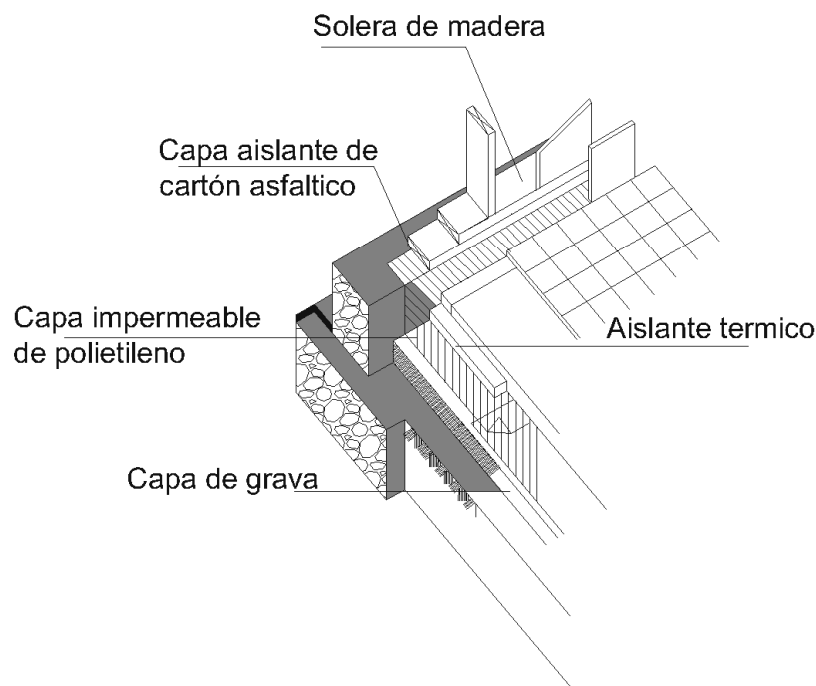 Solera de madera
Capa aislante de
cartón asfaltico
Capa impermeable
de polietileno
Aislante termico
Capa de grava